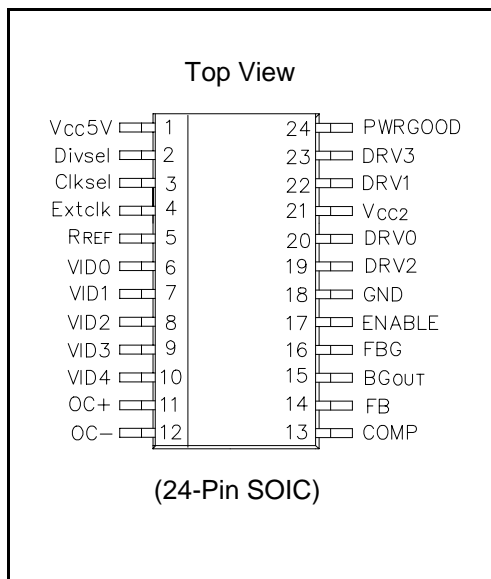 Top View
Vcc5V 1 24 PWRGOOD
Divsel 2 23 DRV3
Clksel 3 22 DRV1
Extclk 4 21 VCC2
RREF 5 20 DRV0
VID0 6 19 DRV2
VID1 7 18 GND
VID2 8 17 ENABLE
VID3 9 16 FBG
VID4 10 15 BGOUT
OC+ 11 14 FB
OC- 12 13 COMP
(24-Pin SOIC)